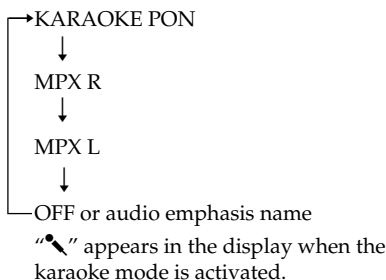 KARAOKE PON
MPX R
MPX L
OFF or audio emphasis name
“🎤” appears in the display when the
karaoke mode is activated.